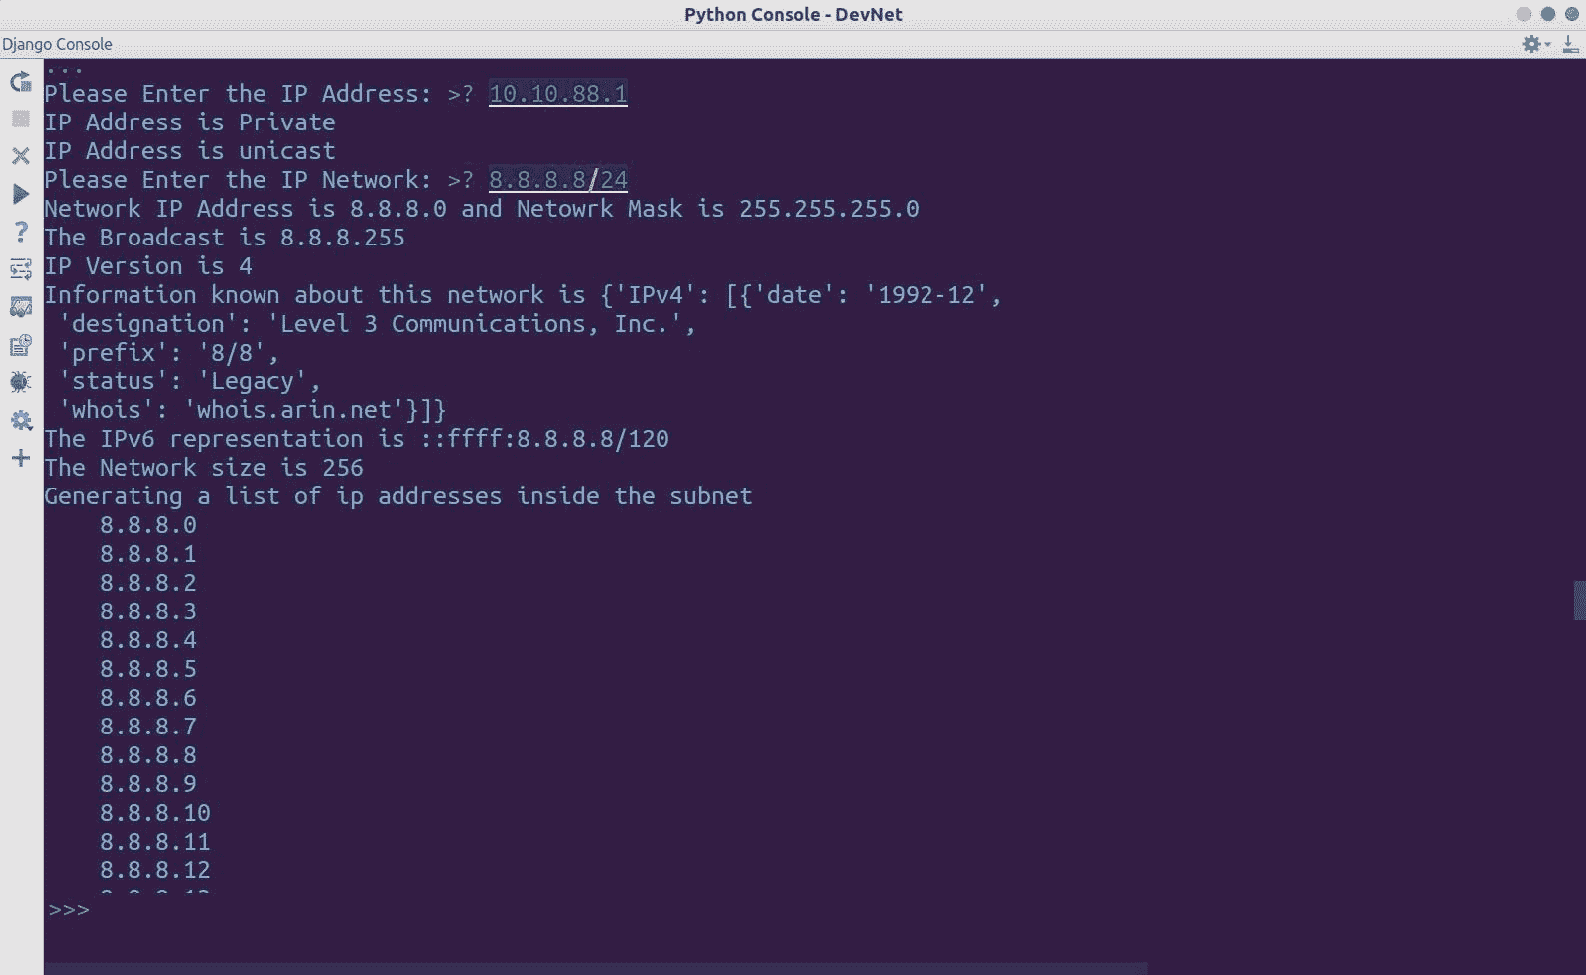 Python Console - DevNet
Django Console
...
Please Enter the IP Address: >? 10.10.88.1
IP Address is Private
IP Address is unicast
Please Enter the IP Network: >? 8.8.8.8/24
Network IP Address is 8.8.8.0 and Netowrk Mask is 255.255.255.0
The Broadcast is 8.8.8.255
IP Version is 4
Information known about this network is {'IPv4': [{'date': '1992-12',
'designation': 'Level 3 Communications, Inc.',
'prefix': '8/8',
'status': 'Legacy',
'whois': 'whois.arin.net'}]}
The IPv6 representation is ::ffff:8.8.8.8/120
The Network size is 256
Generating a list of ip addresses inside the subnet
8.8.8.0
8.8.8.1
8.8.8.2
8.8.8.3
8.8.8.4
8.8.8.5
8.8.8.6
8.8.8.7
8.8.8.8
8.8.8.9
8.8.8.10
8.8.8.11
8.8.8.12
>>>